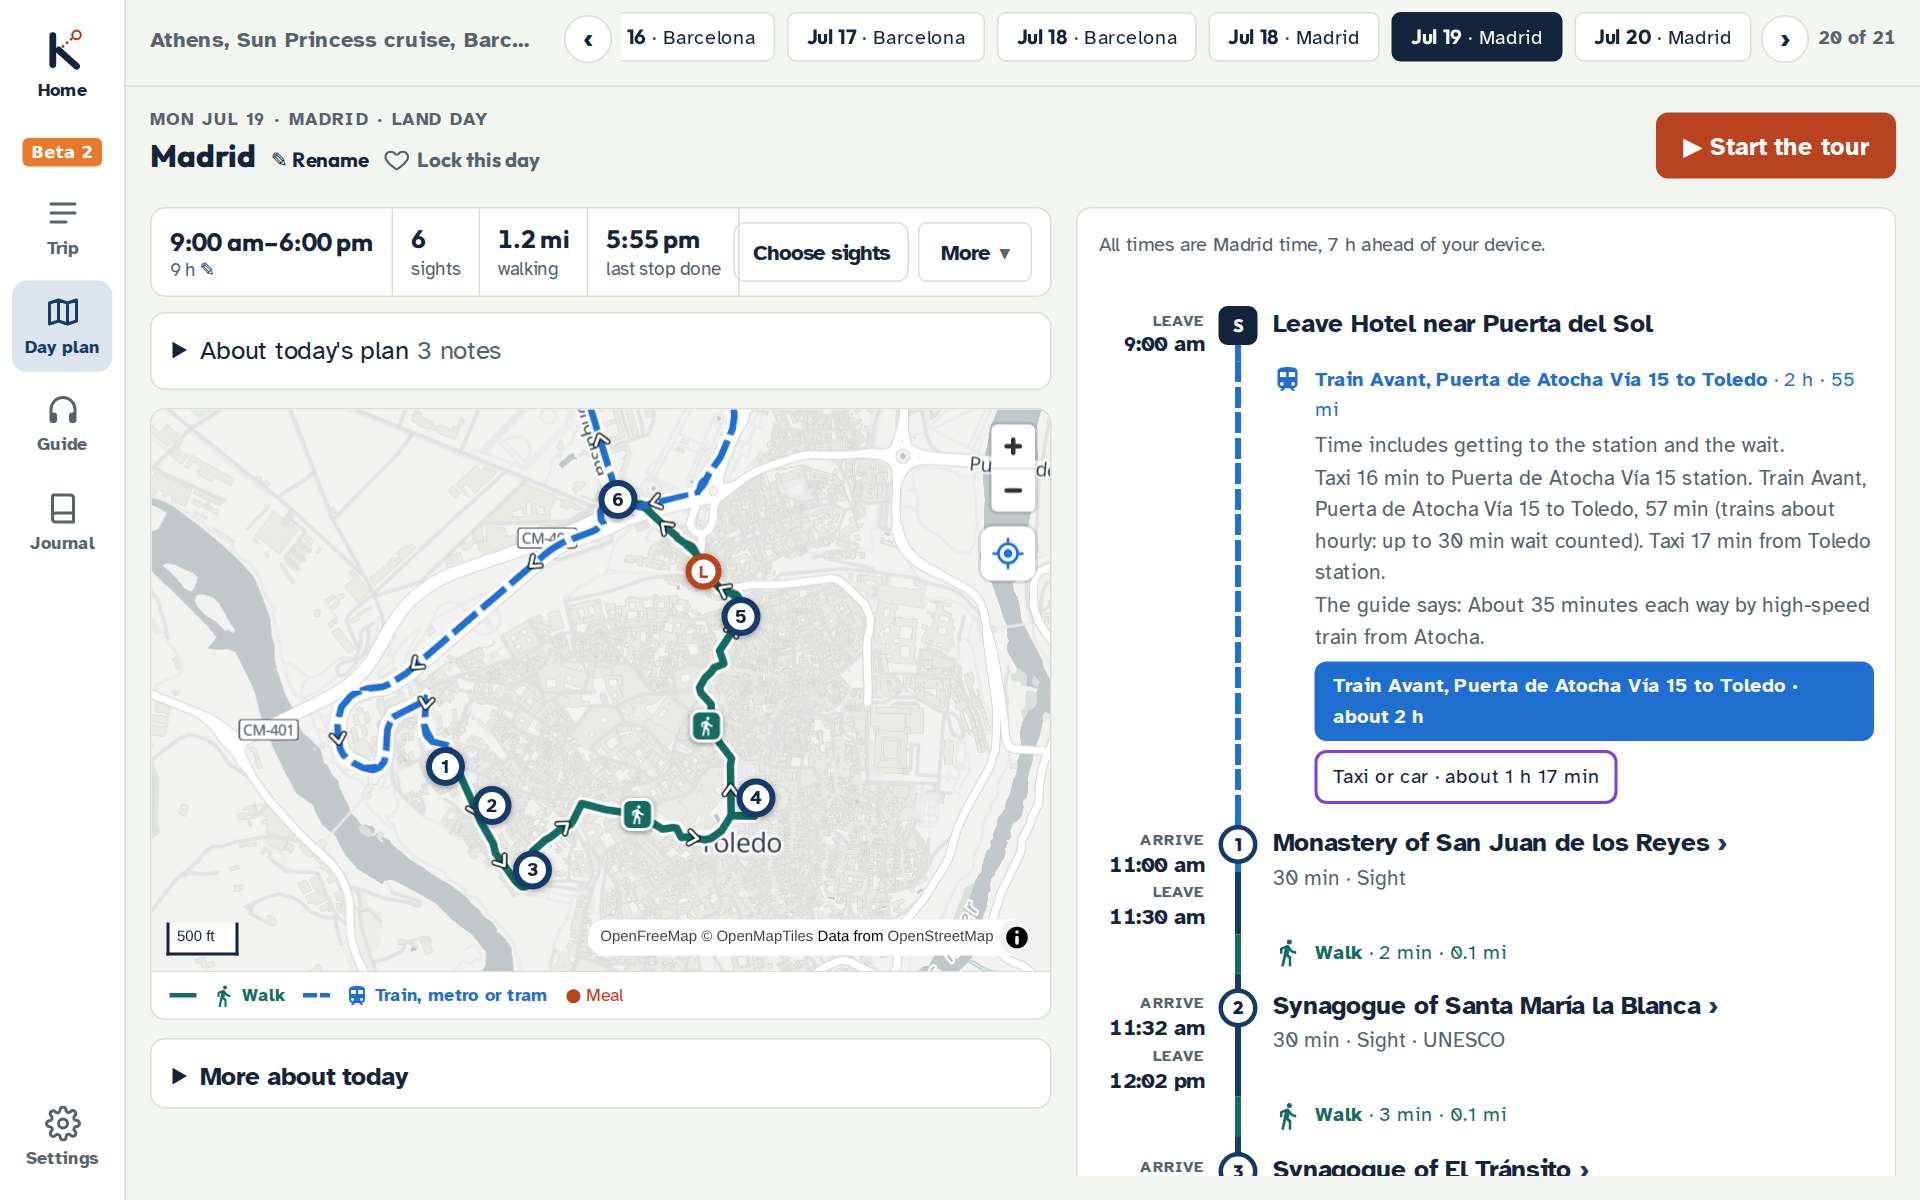 Home
Beta 2
Trip
Day plan
Guide
Journal
Settings
Athens, Sun Princess cruise, Barc...
‹
16 · Barcelona
Jul 17 · Barcelona
Jul 18 · Barcelona
Jul 18 · Madrid
Jul 19 · Madrid
Jul 20 · Madrid
›
20 of 21
MON JUL 19 · MADRID · LAND DAY
Madrid ✎ Rename Lock this day
▶ Start the tour
9:00 am–6:00 pm
9 h ✎
6
sights
1.2 mi
walking
5:55 pm
last stop done
Choose sights
More ▾
▶ About today's plan 3 notes
CM-40
CM-401
Pu
Toledo
6
L
5
1
2
3
4
+
−
500 ft
OpenFreeMap © OpenMapTiles Data from OpenStreetMap
Walk
Train, metro or tram
Meal
▶ More about today
All times are Madrid time, 7 h ahead of your device.
LEAVE
9:00 am
S
Leave Hotel near Puerta del Sol
Train Avant, Puerta de Atocha Vía 15 to Toledo · 2 h · 55
mi
Time includes getting to the station and the wait.
Taxi 16 min to Puerta de Atocha Vía 15 station. Train Avant,
Puerta de Atocha Vía 15 to Toledo, 57 min (trains about
hourly: up to 30 min wait counted). Taxi 17 min from Toledo
station.
The guide says: About 35 minutes each way by high-speed
train from Atocha.
Train Avant, Puerta de Atocha Vía 15 to Toledo ·
about 2 h
Taxi or car · about 1 h 17 min
ARRIVE
11:00 am
LEAVE
11:30 am
1
Monastery of San Juan de los Reyes ›
30 min · Sight
Walk · 2 min · 0.1 mi
ARRIVE
11:32 am
LEAVE
12:02 pm
2
Synagogue of Santa María la Blanca ›
30 min · Sight · UNESCO
Walk · 3 min · 0.1 mi
ARRIVE
3
Synagogue of El Tránsito ›